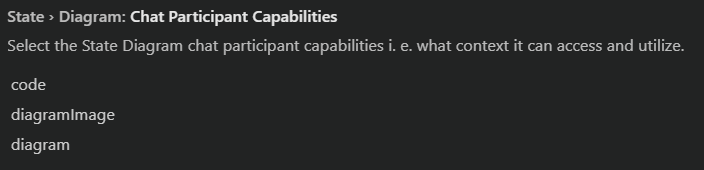 State › Diagram: Chat Participant Capabilities
Select the State Diagram chat participant capabilities i. e. what context it can access and utilize.
code
diagramImage
diagram